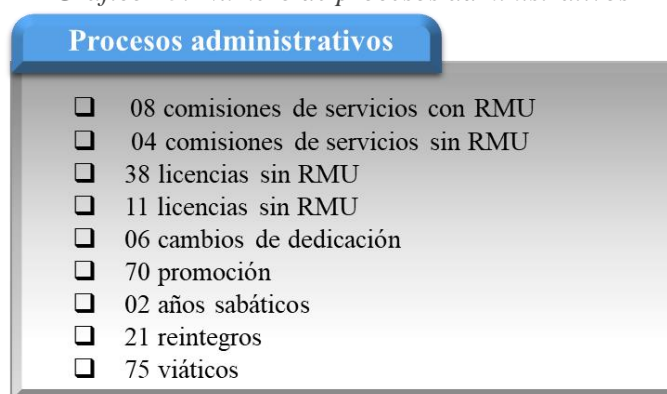 Procesos administrativos
08 comisiones de servicios con RMU
04 comisiones de servicios sin RMU
38 licencias sin RMU
11 licencias sin RMU
06 cambios de dedicación
70 promoción
02 años sabáticos
21 reintegros
75 viáticos